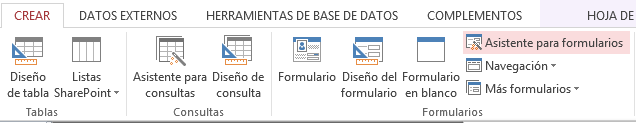 CREAR DATOS EXTERNOS HERRAMIENTAS DE BASE DE DATOS COMPLEMENTOS HOJA DE
Diseño de tabla
Listas SharePoint
Tablas
Asistente para consultas
Diseño de consulta
Consultas
Formulario
Diseño del formulario
Formulario en blanco
Asistente para formularios
Navegación
Más formularios
Formularios